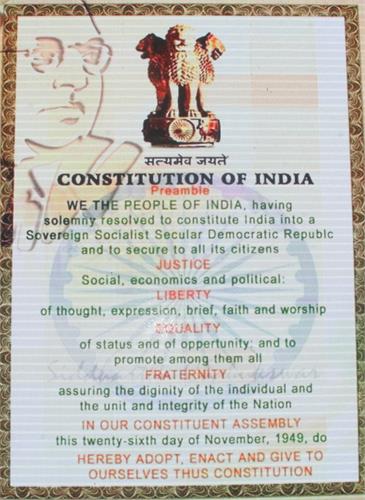 सत्यमेव जयते
CONSTITUTION OF INDIA
Preamble
WE THE PEOPLE OF INDIA, having
solemny resolved to constitute India into a
Sovereign Socialist Secular Democratic Republc
and to secure to all its citizens
JUSTICE
Social, economics and political:
LIBERTY
of thought, expression, brief, faith and worship
EQUALITY
of status and of opportunity: and to
promote among them all
FRATERNITY
assuring the diginity of the individual and
the unit and integrity of the Nation
IN OUR CONSTITUENT ASSEMBLY
this twenty-sixth day of November, 1949, do
HEREBY ADOPT, ENACT AND GIVE TO
OURSELVES THUS CONSTITUTION